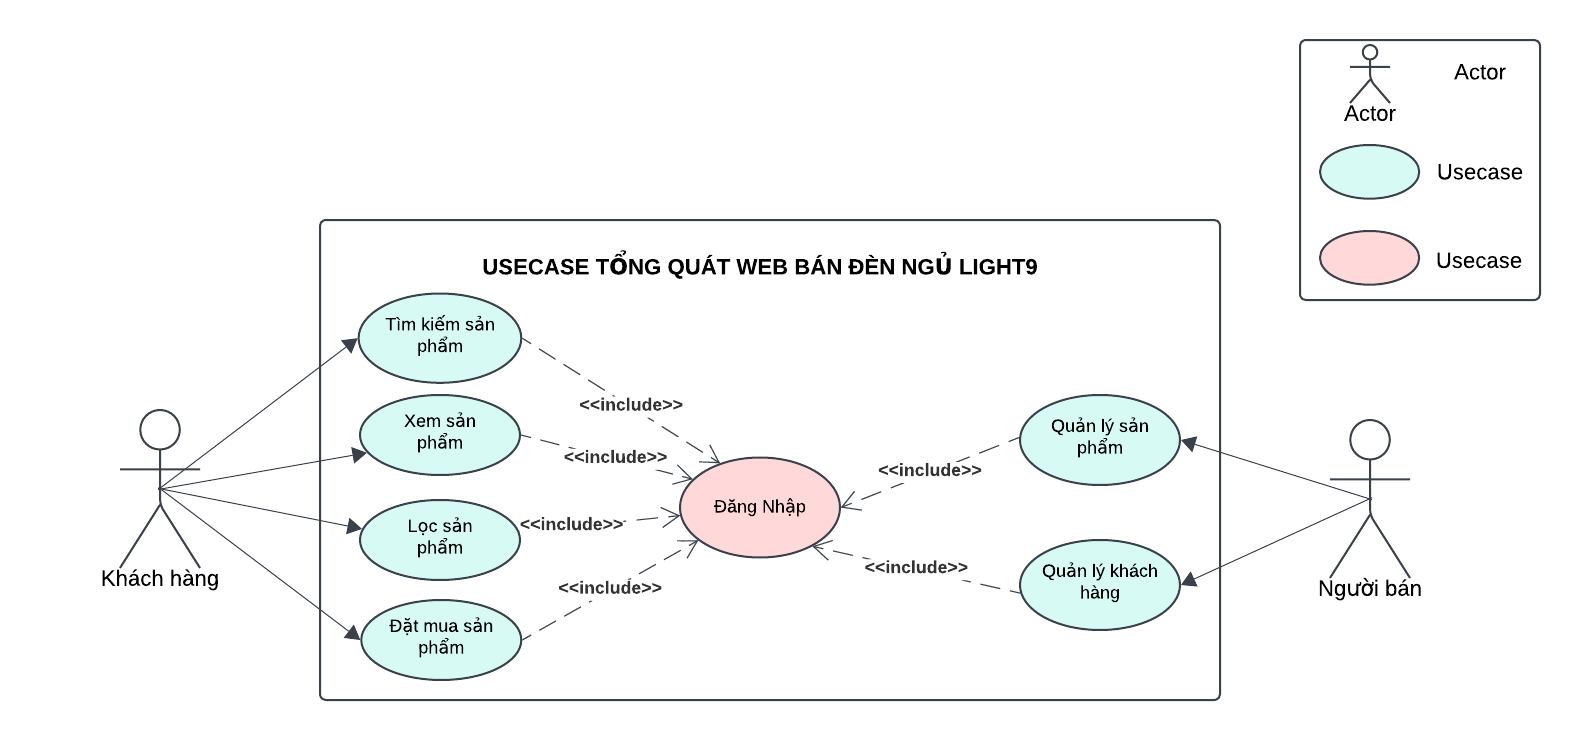 Actor
Actor
Usecase
Usecase
USECASE TỔNG QUÁT WEB BÁN ĐÈN NGỦ LIGHT9
Tìm kiếm sản
phẩm
<<include>>
Xem sản
phẩm
<<include>>
Lọc sản
phẩm
<<include>>
Đặt mua sản
phẩm
<<include>>
Đăng Nhập
Quản lý sản
phẩm
<<include>>
Quản lý khách
hàng
<<include>>
Khách hàng
Người bán